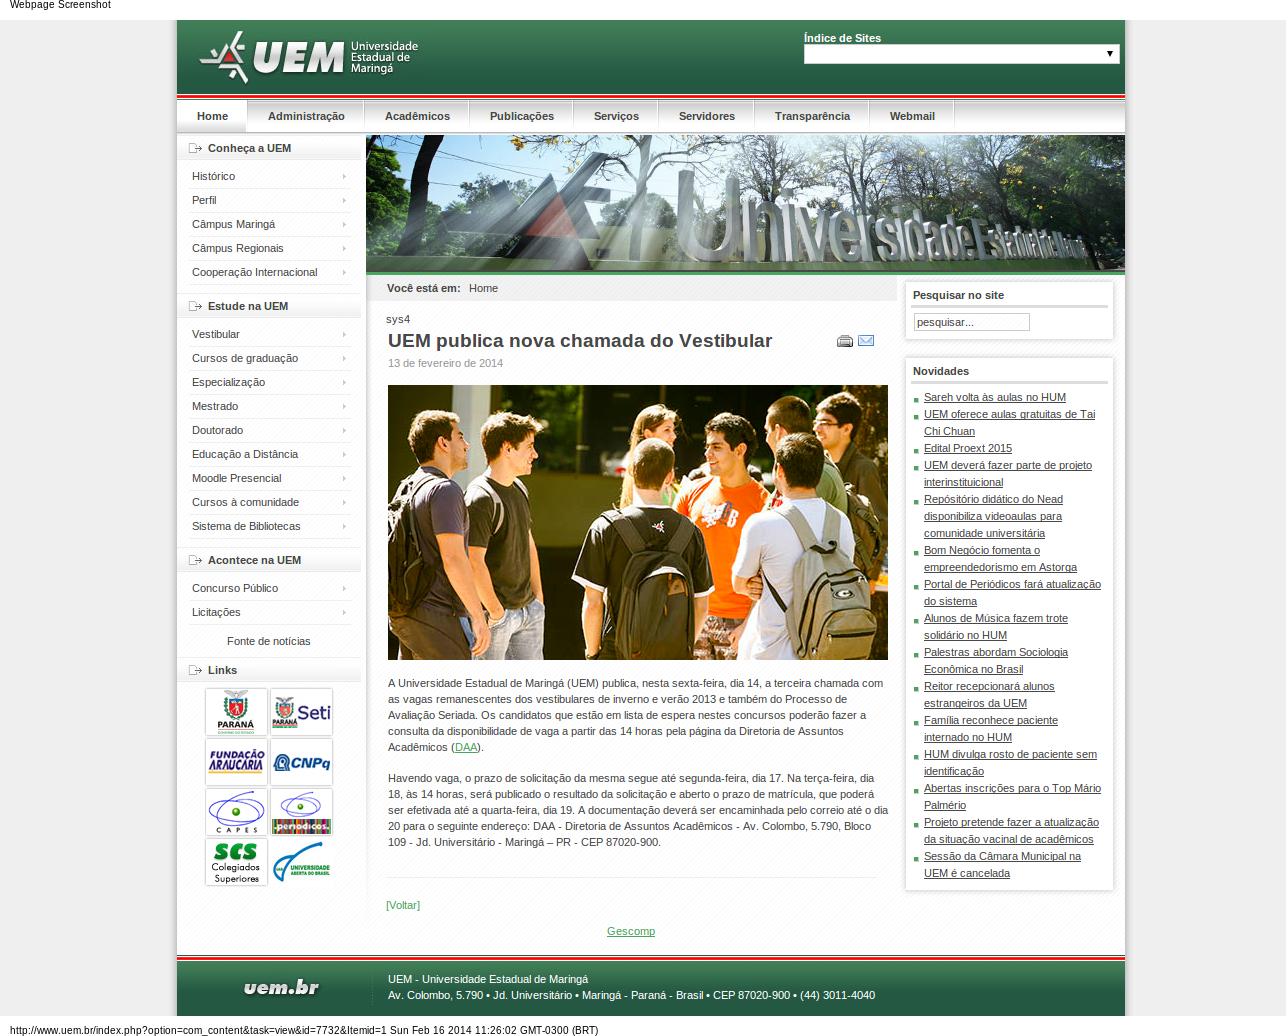 Webpage Screenshot
UEM
Universidade
Estadual de
Maringá
Índice de Sites
Home
Administração
Acadêmicos
Publicações
Serviços
Servidores
Transparência
Webmail
Conheça a UEM
Histórico
Perfil
Câmpus Maringá
Câmpus Regionais
Cooperação Internacional
Estude na UEM
Vestibular
Cursos de graduação
Especialização
Mestrado
Doutorado
Educação a Distância
Moodle Presencial
Cursos à comunidade
Sistema de Bibliotecas
Acontece na UEM
Concurso Público
Licitações
Fonte de notícias
Links
PARANÁ
GOVERNO DO ESTADO
PARANÁ
Seti
FUNDAÇÃO
ARAUCÁRIA
CNPq
CAPES
.periodicos.
SCS
Colegiados
Superiores
UNIVERSIDADE
ABERTA DO BRASIL
Universidade Estadual de Maringá
Você está em: Home
sys4
UEM publica nova chamada do Vestibular
13 de fevereiro de 2014
A Universidade Estadual de Maringá (UEM) publica, nesta sexta-feira, dia 14, a terceira chamada com
as vagas remanescentes dos vestibulares de inverno e verão 2013 e também do Processo de
Avaliação Seriada. Os candidatos que estão em lista de espera nestes concursos poderão fazer a
consulta da disponibilidade de vaga a partir das 14 horas pela página da Diretoria de Assuntos
Acadêmicos (DAA).
Havendo vaga, o prazo de solicitação da mesma segue até segunda-feira, dia 17. Na terça-feira, dia
18, às 14 horas, será publicado o resultado da solicitação e aberto o prazo de matrícula, que poderá
ser efetivada até a quarta-feira, dia 19. A documentação deverá ser encaminhada pelo correio até o dia
20 para o seguinte endereço: DAA - Diretoria de Assuntos Acadêmicos - Av. Colombo, 5.790, Bloco
109 - Jd. Universitário - Maringá – PR - CEP 87020-900.
[Voltar]
Gescomp
Pesquisar no site
pesquisar...
Novidades
Sareh volta às aulas no HUM
UEM oferece aulas gratuitas de Tai
Chi Chuan
Edital Proext 2015
UEM deverá fazer parte de projeto
interinstituicional
Repósitório didático do Nead
disponibiliza videoaulas para
comunidade universitária
Bom Negócio fomenta o
empreendedorismo em Astorga
Portal de Periódicos fará atualização
do sistema
Alunos de Música fazem trote
solidário no HUM
Palestras abordam Sociologia
Econômica no Brasil
Reitor recepcionará alunos
estrangeiros da UEM
Família reconhece paciente
internado no HUM
HUM divulga rosto de paciente sem
identificação
Abertas inscrições para o Top Mário
Palmério
Projeto pretende fazer a atualização
da situação vacinal de acadêmicos
Sessão da Câmara Municipal na
UEM é cancelada
uem.br
UEM - Universidade Estadual de Maringá
Av. Colombo, 5.790 • Jd. Universitário • Maringá - Paraná - Brasil • CEP 87020-900 • (44) 3011-4040
http://www.uem.br/index.php?option=com_content&task=view&id=7732&Itemid=1 Sun Feb 16 2014 11:26:02 GMT-0300 (BRT)